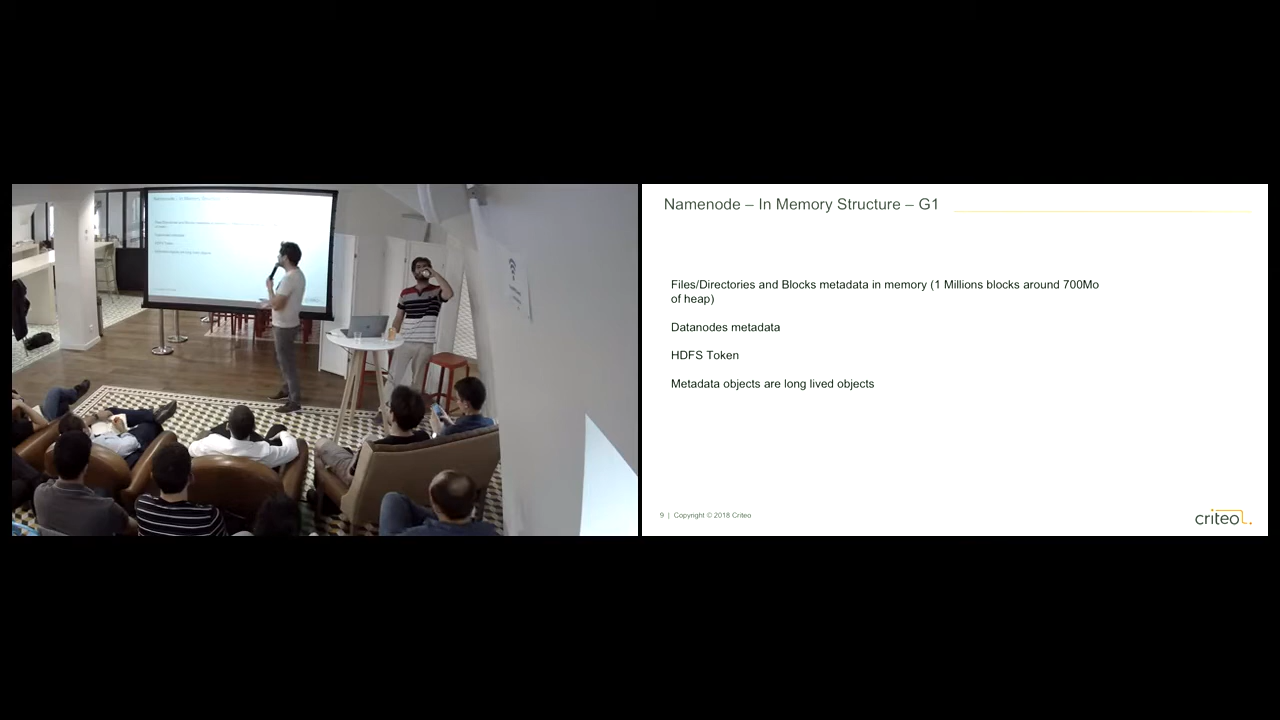 Namenode – In Memory Structure – G1
Files/Directories and Blocks metadata in memory (1 Millions blocks around 700Mo
of heap)
Datanodes metadata
HDFS Token
Metadata objects are long lived objects
9 | Copyright © 2018 Criteo
criteo